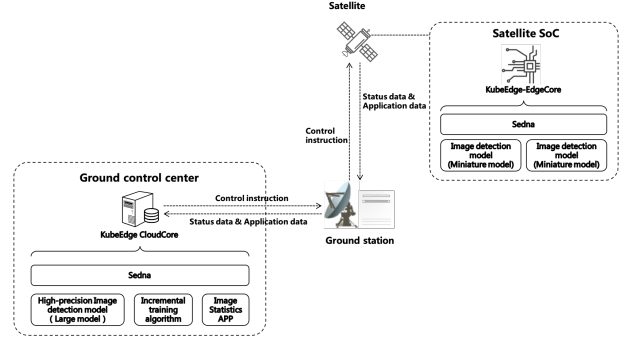 Satellite
Satellite SoC
KubeEdge-EdgeCore
Sedna
Image detection
model
(Miniature model)
Image detection
model
(Miniature model)
Status data &
Application data
Control
instruction
Ground control center
KubeEdge CloudCore
Control instruction
Status data & Application data
Ground station
Sedna
High-precision Image
detection model
( Large model )
Incremental
training
algorithm
Image
Statistics
APP